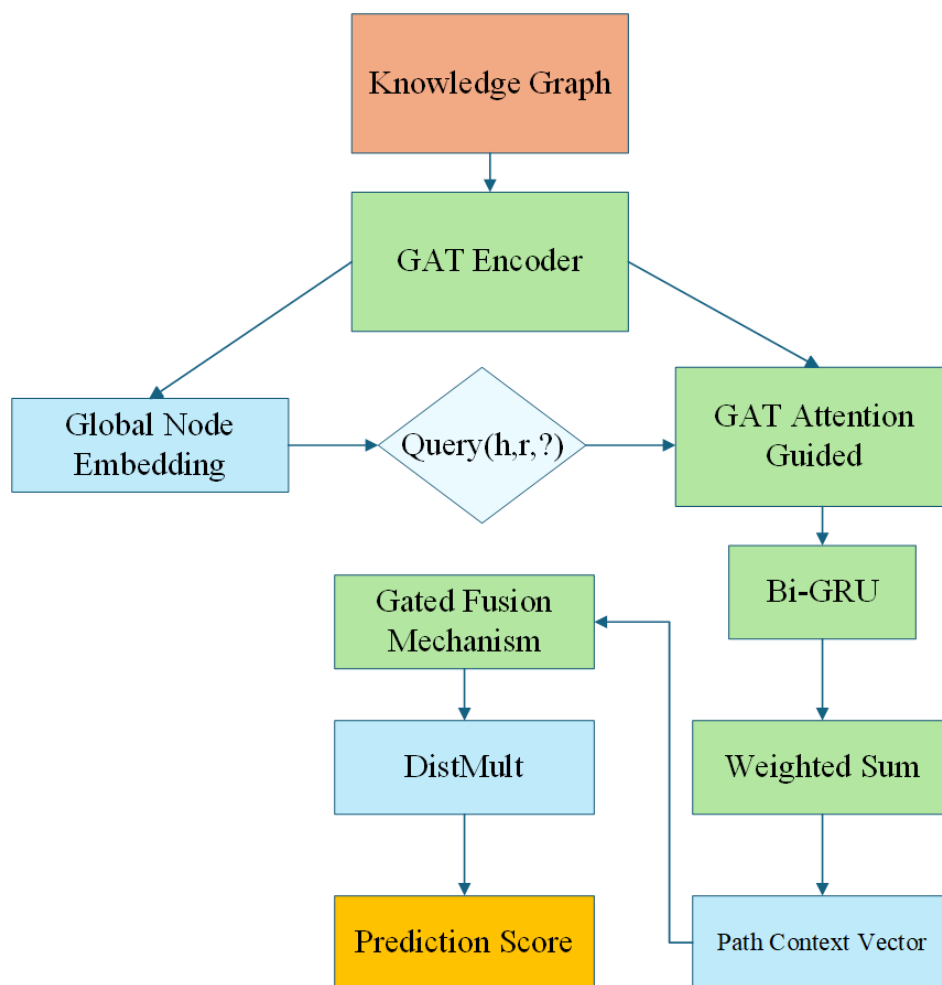 Knowledge Graph
GAT Encoder
Global Node
Embedding
Query(h,r,?)
GAT Attention
Guided
Bi-GRU
Gated Fusion
Mechanism
DistMult
Weighted Sum
Prediction Score
Path Context Vector